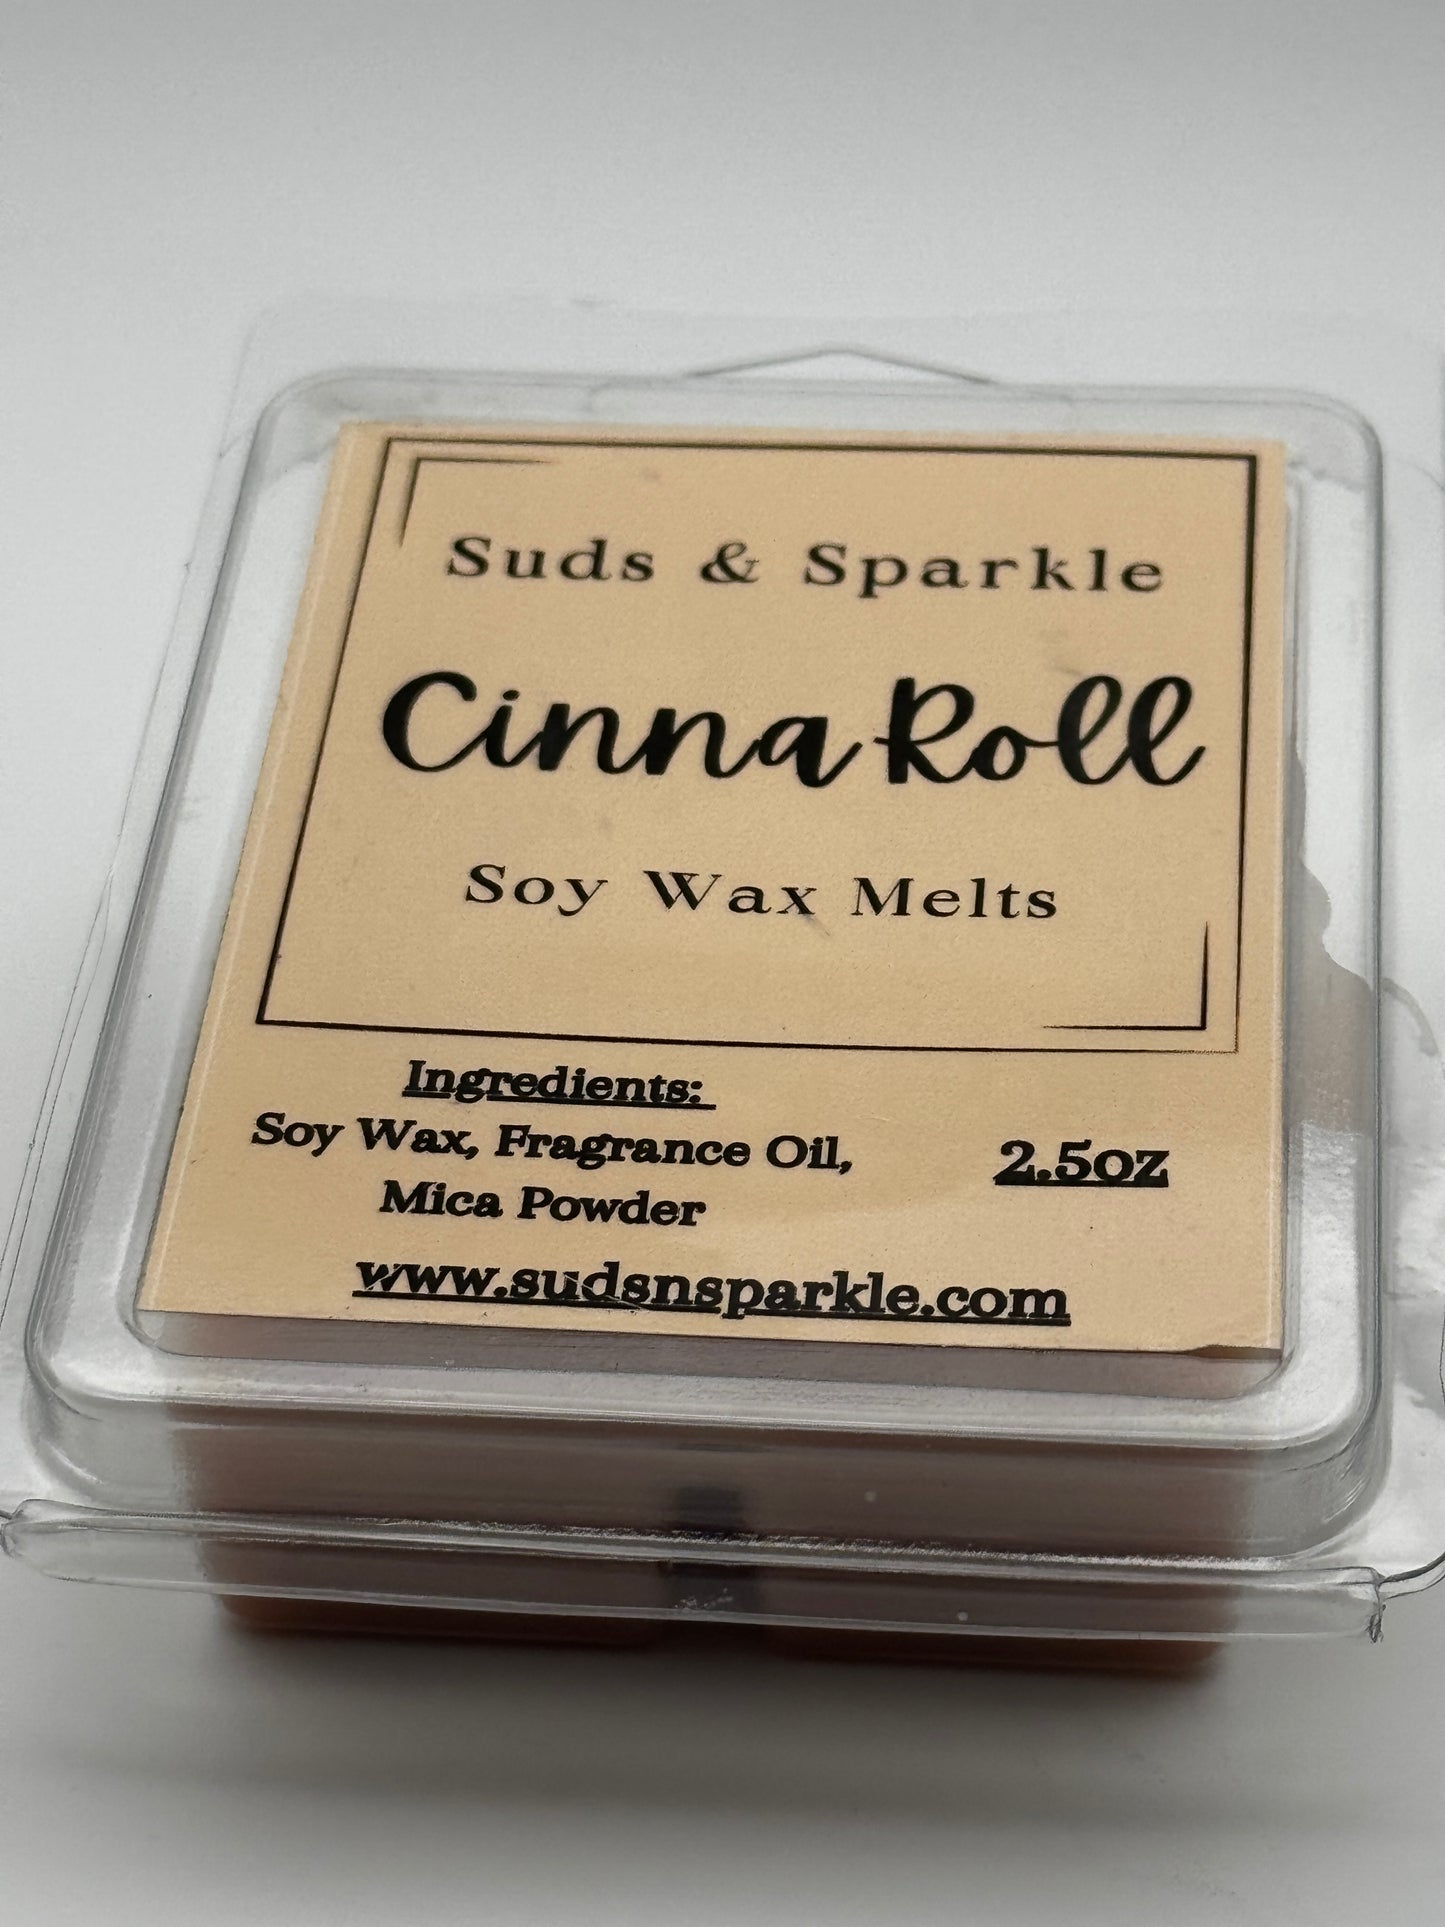 Suds & Sparkle
Cinna Roll
Soy Wax Melts
Ingredients:
Soy Wax, Fragrance Oil,
Mica Powder
2.5oz
www.sudsnsparkle.com